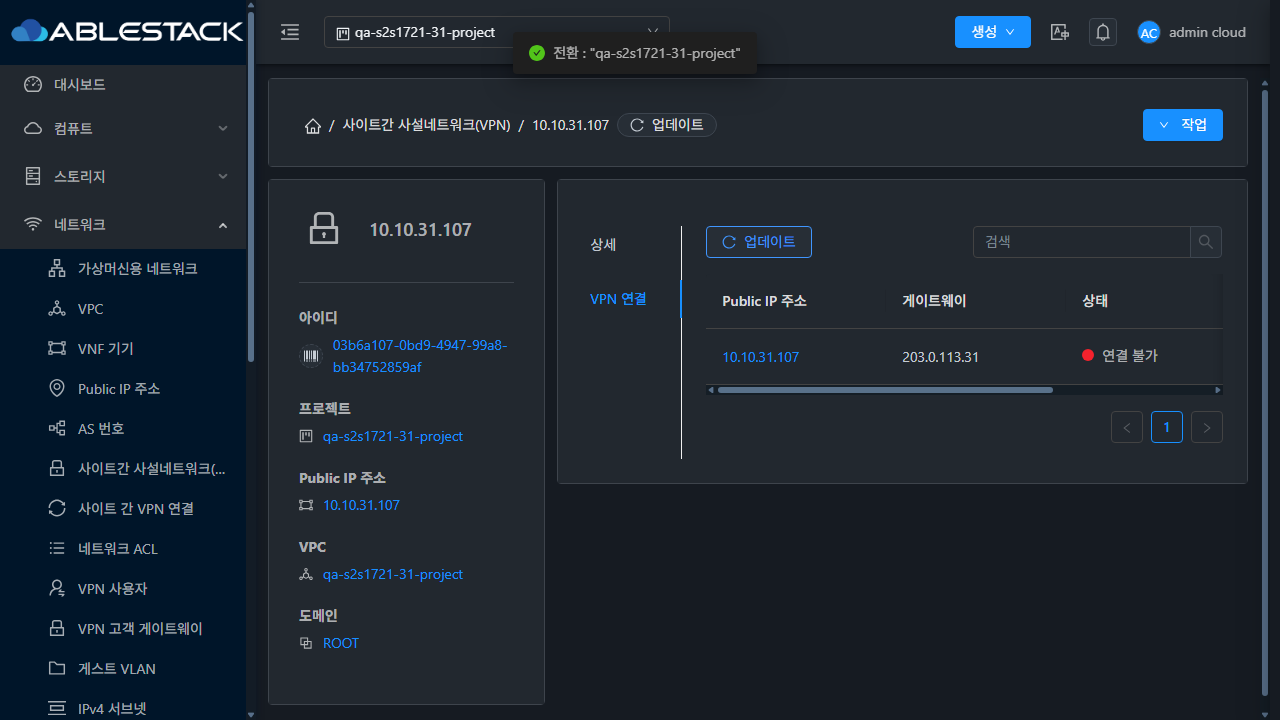 ABLESTACK
qa-s2s1721-31-project
전환 : "qa-s2s1721-31-project"
생성
AC admin cloud
대시보드
컴퓨트
스토리지
네트워크
가상머신용 네트워크
VPC
VNF 기기
Public IP 주소
AS 번호
사이트간 사설네트워크(...
사이트 간 VPN 연결
네트워크 ACL
VPN 사용자
VPN 고객 게이트웨이
게스트 VLAN
IPv4 서브넷
/ 사이트간 사설네트워크(VPN) / 10.10.31.107 업데이트
작업
10.10.31.107
아이디
03b6a107-0bd9-4947-99a8-
bb34752859af
프로젝트
qa-s2s1721-31-project
Public IP 주소
10.10.31.107
VPC
qa-s2s1721-31-project
도메인
ROOT
상세
VPN 연결
업데이트
검색
Public IP 주소 게이트웨이 상태
10.10.31.107 203.0.113.31 연결 불가
1